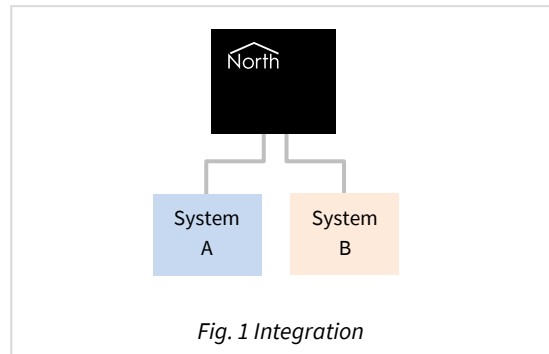 North
System
A
System
B
Fig. 1 Integration